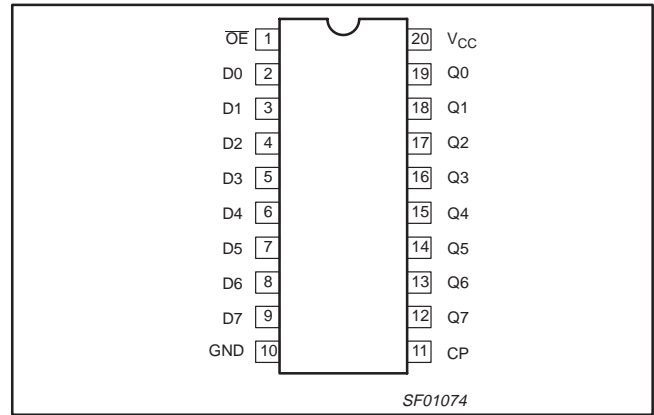 OE 1 20 VCC
D0 2 19 Q0
D1 3 18 Q1
D2 4 17 Q2
D3 5 16 Q3
D4 6 15 Q4
D5 7 14 Q5
D6 8 13 Q6
D7 9 12 Q7
GND 10 11 CP
SF01074